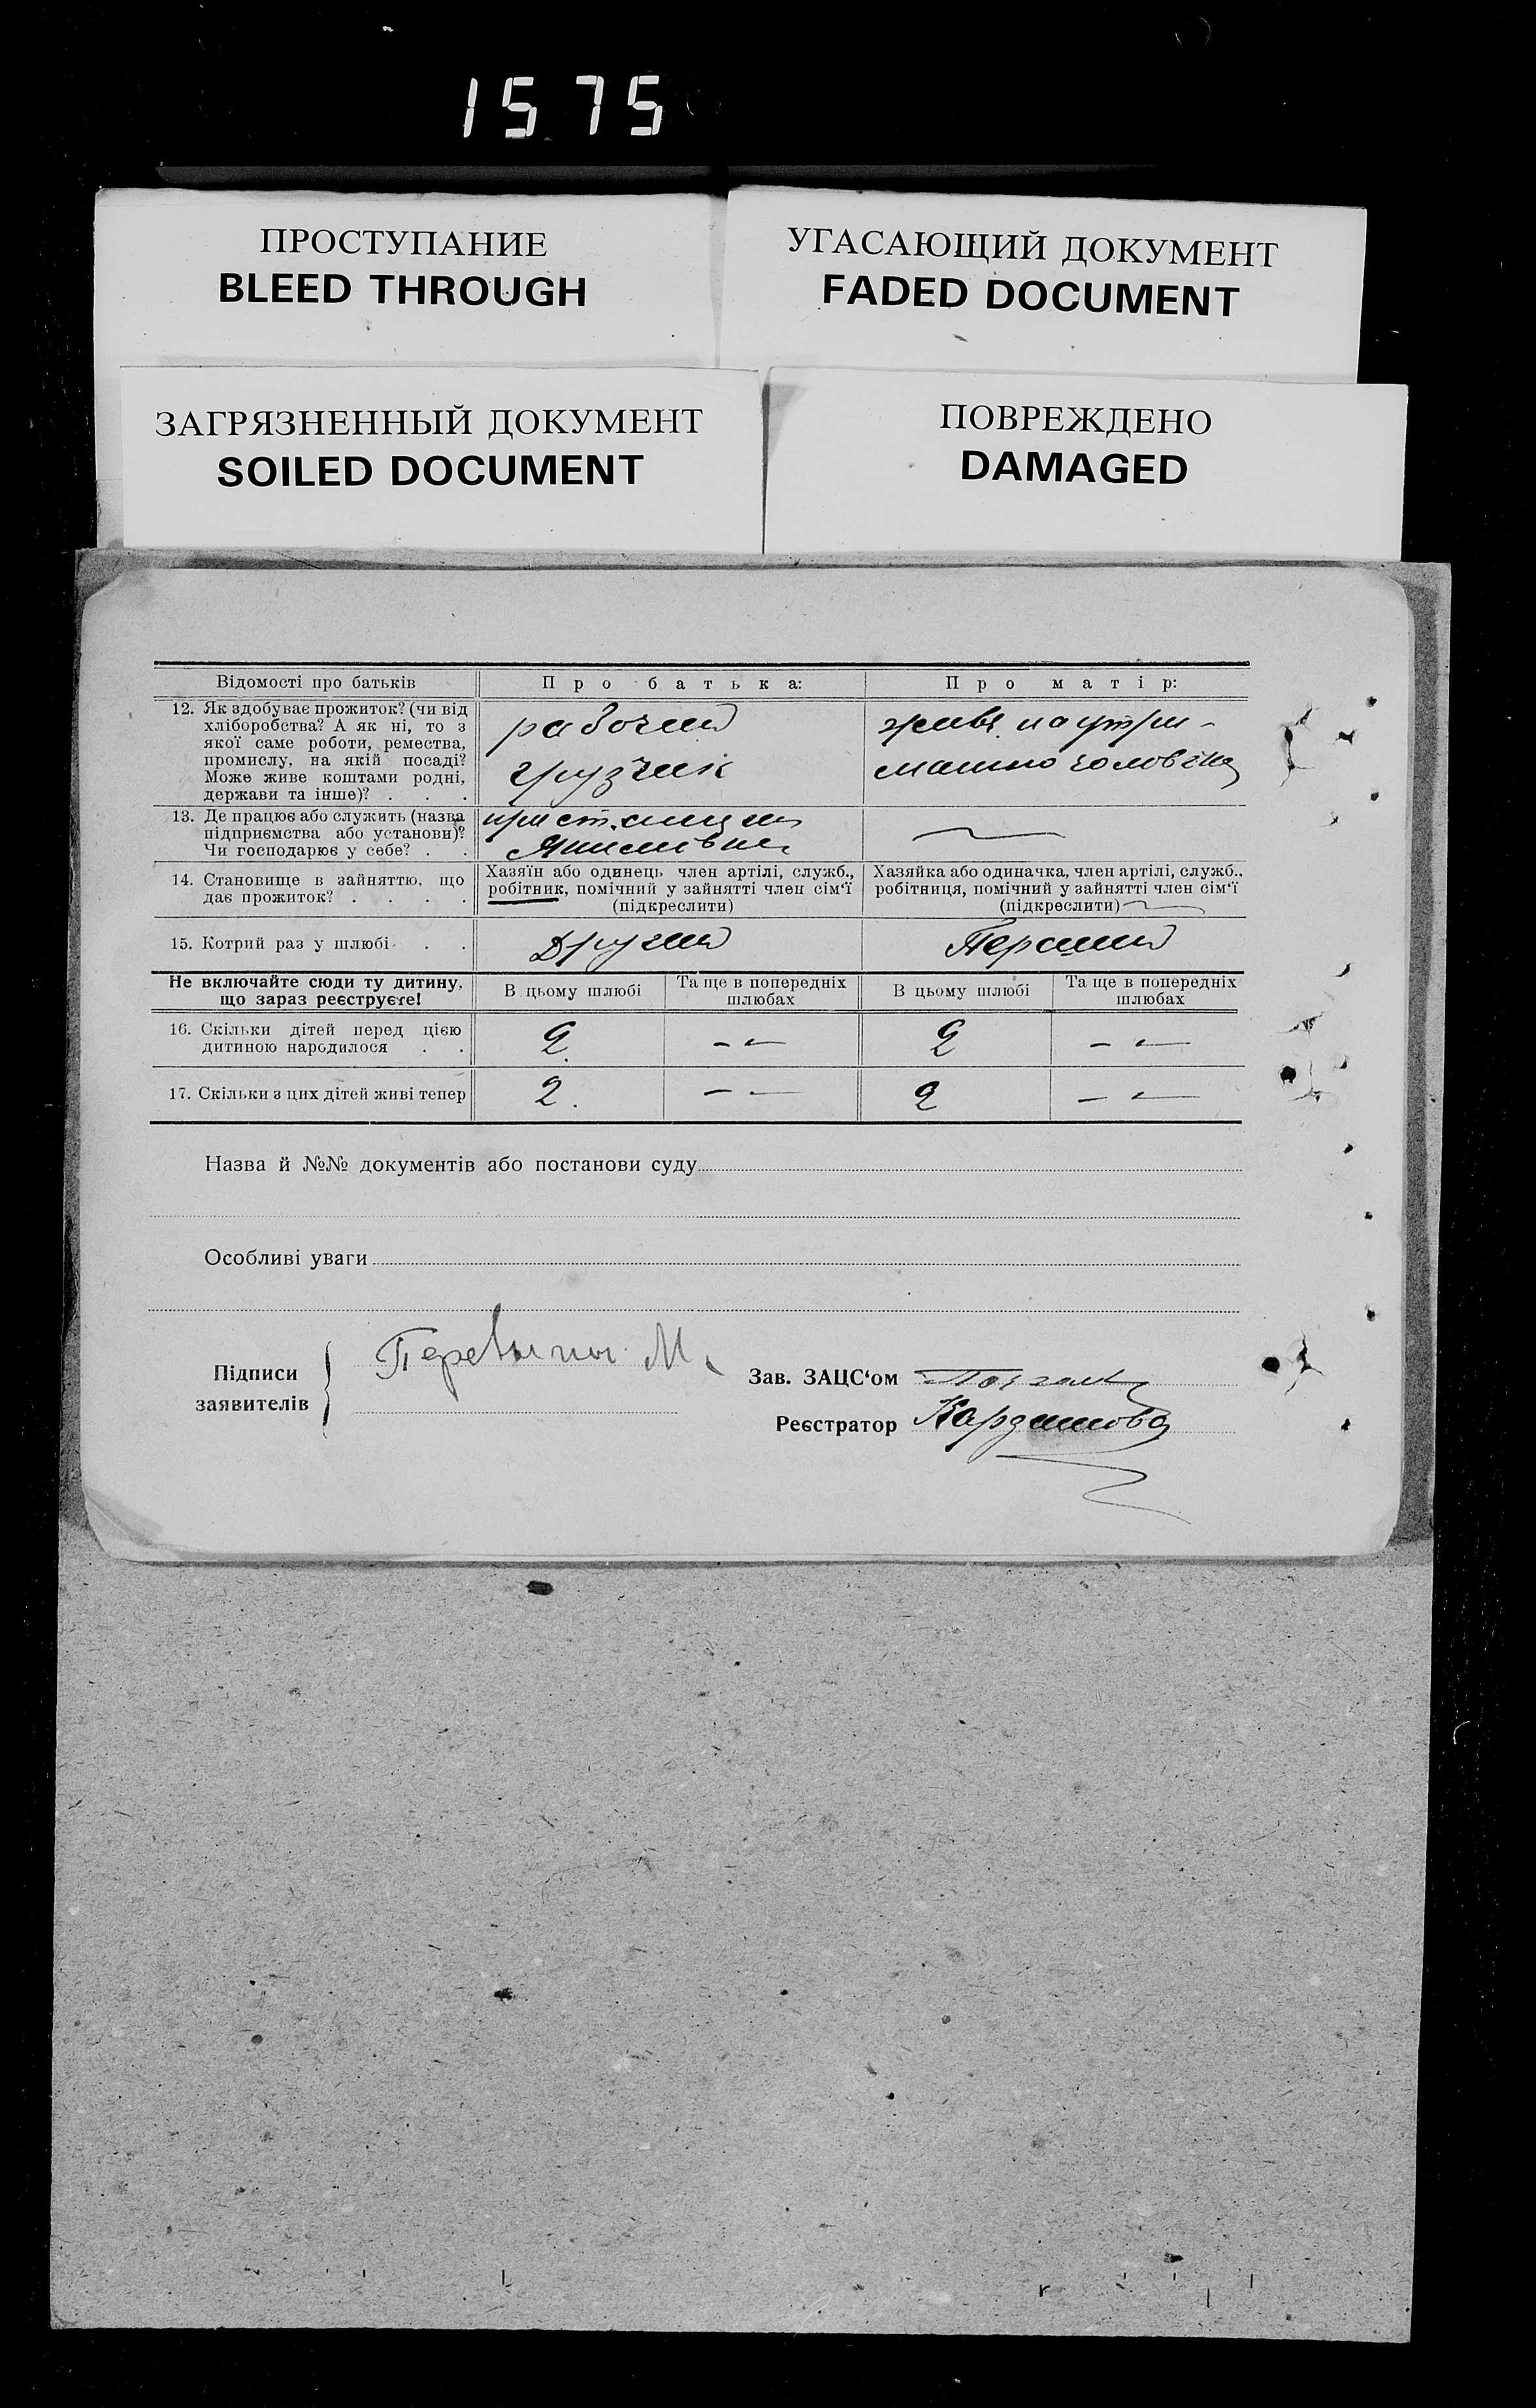 1575
ПРОСТУПАНИЕ
BLEED THROUGH
УГАСАЮЩИЙ ДОКУМЕНТ
FADED DOCUMENT
ЗАГРЯЗНЕННЫЙ ДОКУМЕНТ
SOILED DOCUMENT
ПОВРЕЖДЕНО
DAMAGED
Відомості про батьків
Про батька:
Про матір:
12. Як здобуває прожиток? (чи від
хліборобства? А як ні, то з
якої саме роботи, ремества,
промислу, на якій посаді?
Може живе коштами родні,
держави та інше)? . . .
рабочий
грузчик
живе на утри-
манню чоловіка
13. Де працює або служить (назва
підприємства або установи)?
Чи господарює у себе? . .
14. Становище в зайняттю, що
дає прожиток? . . . .
Хазяїн або одинець член артілі, служб.,
робітник, помічний у зайнятті член сім'ї
(підкреслити)
Хазяйка або одиначка, член артілі, служб.,
робітниця, помічний у зайнятті член сім'ї
(підкреслити)
15. Котрий раз у шлюбі . .
Другий
Перший
Не включайте сюди ту дитину,
що зараз реєструєте!
В цьому шлюбі
Та ще в попередніх
шлюбах
В цьому шлюбі
Та ще в попередніх
шлюбах
16. Скільки дітей перед цією
дитиною народилося . .
2
– –
2
– –
17. Скільки з цих дітей живі тепер
2.
– –
2
– –
Назва й №№ документів або постанови суду
Особливі уваги
Підписи
заявителів
М.
Зав. ЗАЦС'ом
Реєстратор